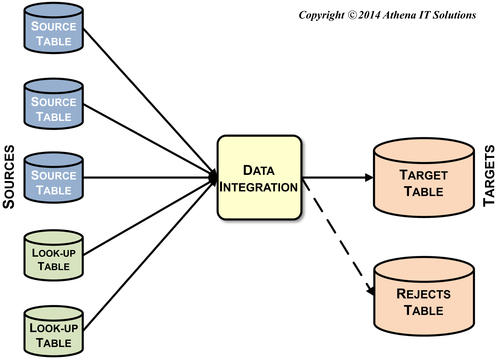 Copyright ©2014 Athena IT Solutions
SOURCE
TABLE
SOURCE
TABLE
SOURCE
TABLE
LOOK-UP
TABLE
LOOK-UP
TABLE
SOURCES
DATA
INTEGRATION
TARGET
TABLE
REJECTS
TABLE
TARGETS